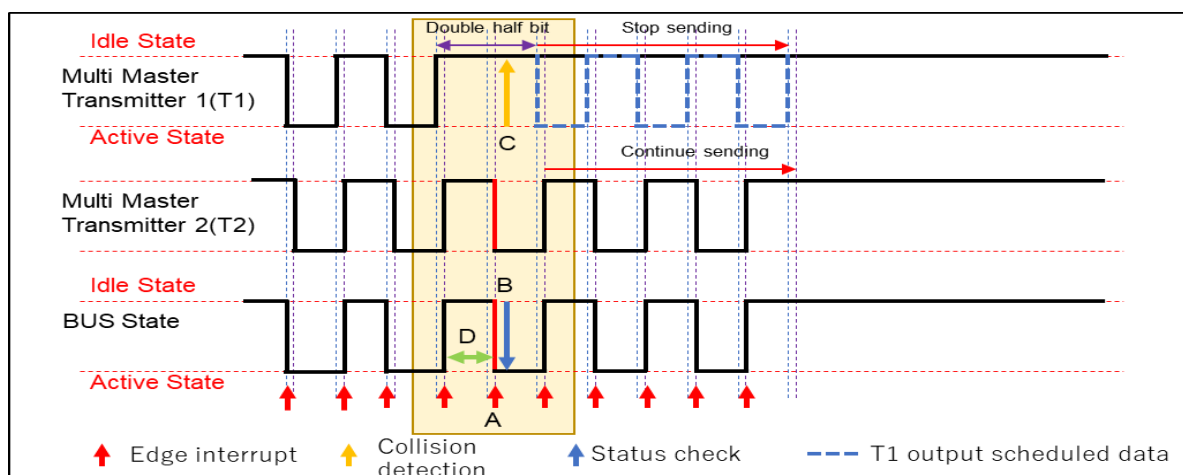 Double half bit
Stop sending
Idle State
Multi Master
Transmitter 1(T1)
Active State
C
Continue sending
Multi Master
Transmitter 2(T2)
Idle State
B
BUS State
D
Active State
A
Edge interrupt
Collision
detection
Status check
T1 output scheduled data